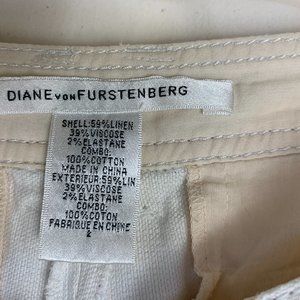 DIANE VON FURSTENBERG
SHELL:59%LINEN
39%VISCOSE
2%ELASTANE
COMBO:
100%COTTON
MADE IN CHINA
EXTERIEUR:59%LIN
39%VISCOSE
2%ELASTANE
COMBO:
100%COTON
FABRIQUE EN CHINE
2